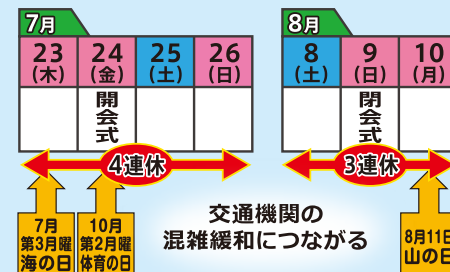 7月
23 24 25 26
(木) (金) (土) (日)
開会式
4連休
7月
第3月曜
海の日
10月
第2月曜
体育の日
8月
8 9 10
(土) (日) (月)
閉会式
3連休
8月11日
山の日
交通機関の
混雑緩和につながる